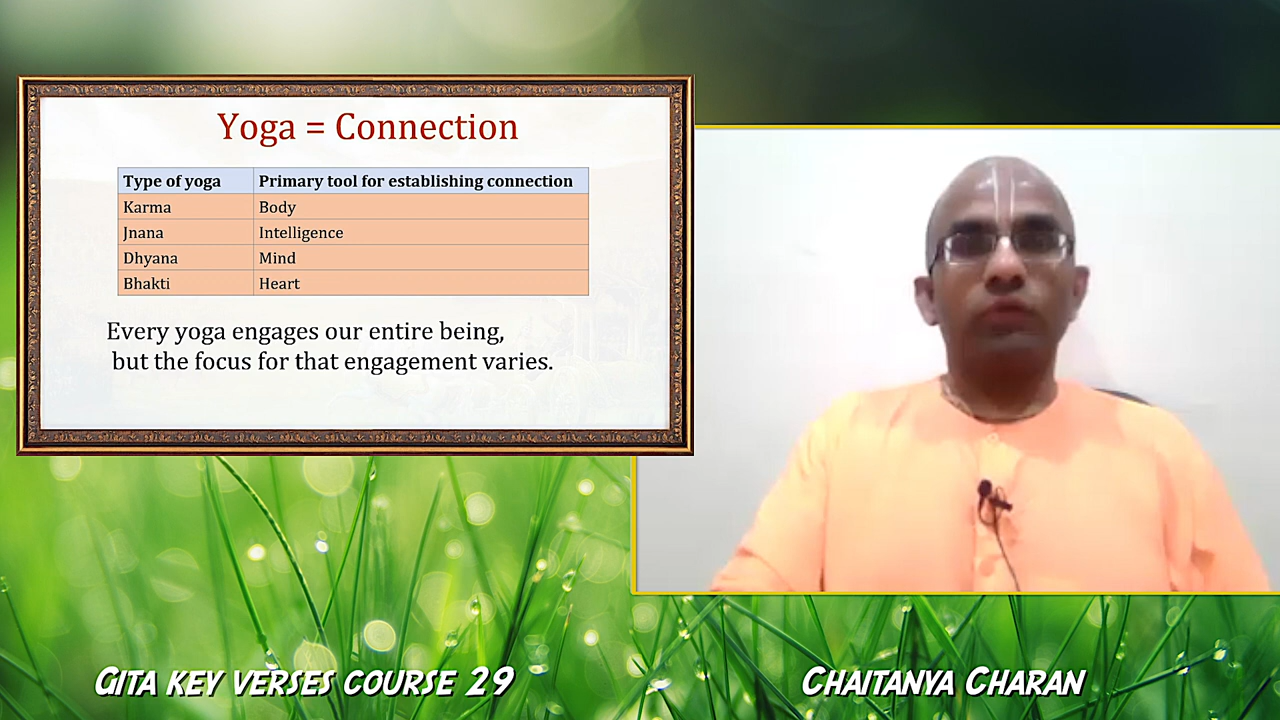 Yoga = Connection
Type of yoga Primary tool for establishing connection
Karma Body
Jnana Intelligence
Dhyana Mind
Bhakti Heart
Every yoga engages our entire being,
but the focus for that engagement varies.
Gita key verses course 29
Chaitanya Charan